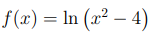 f(x) = ln (x² − 4)